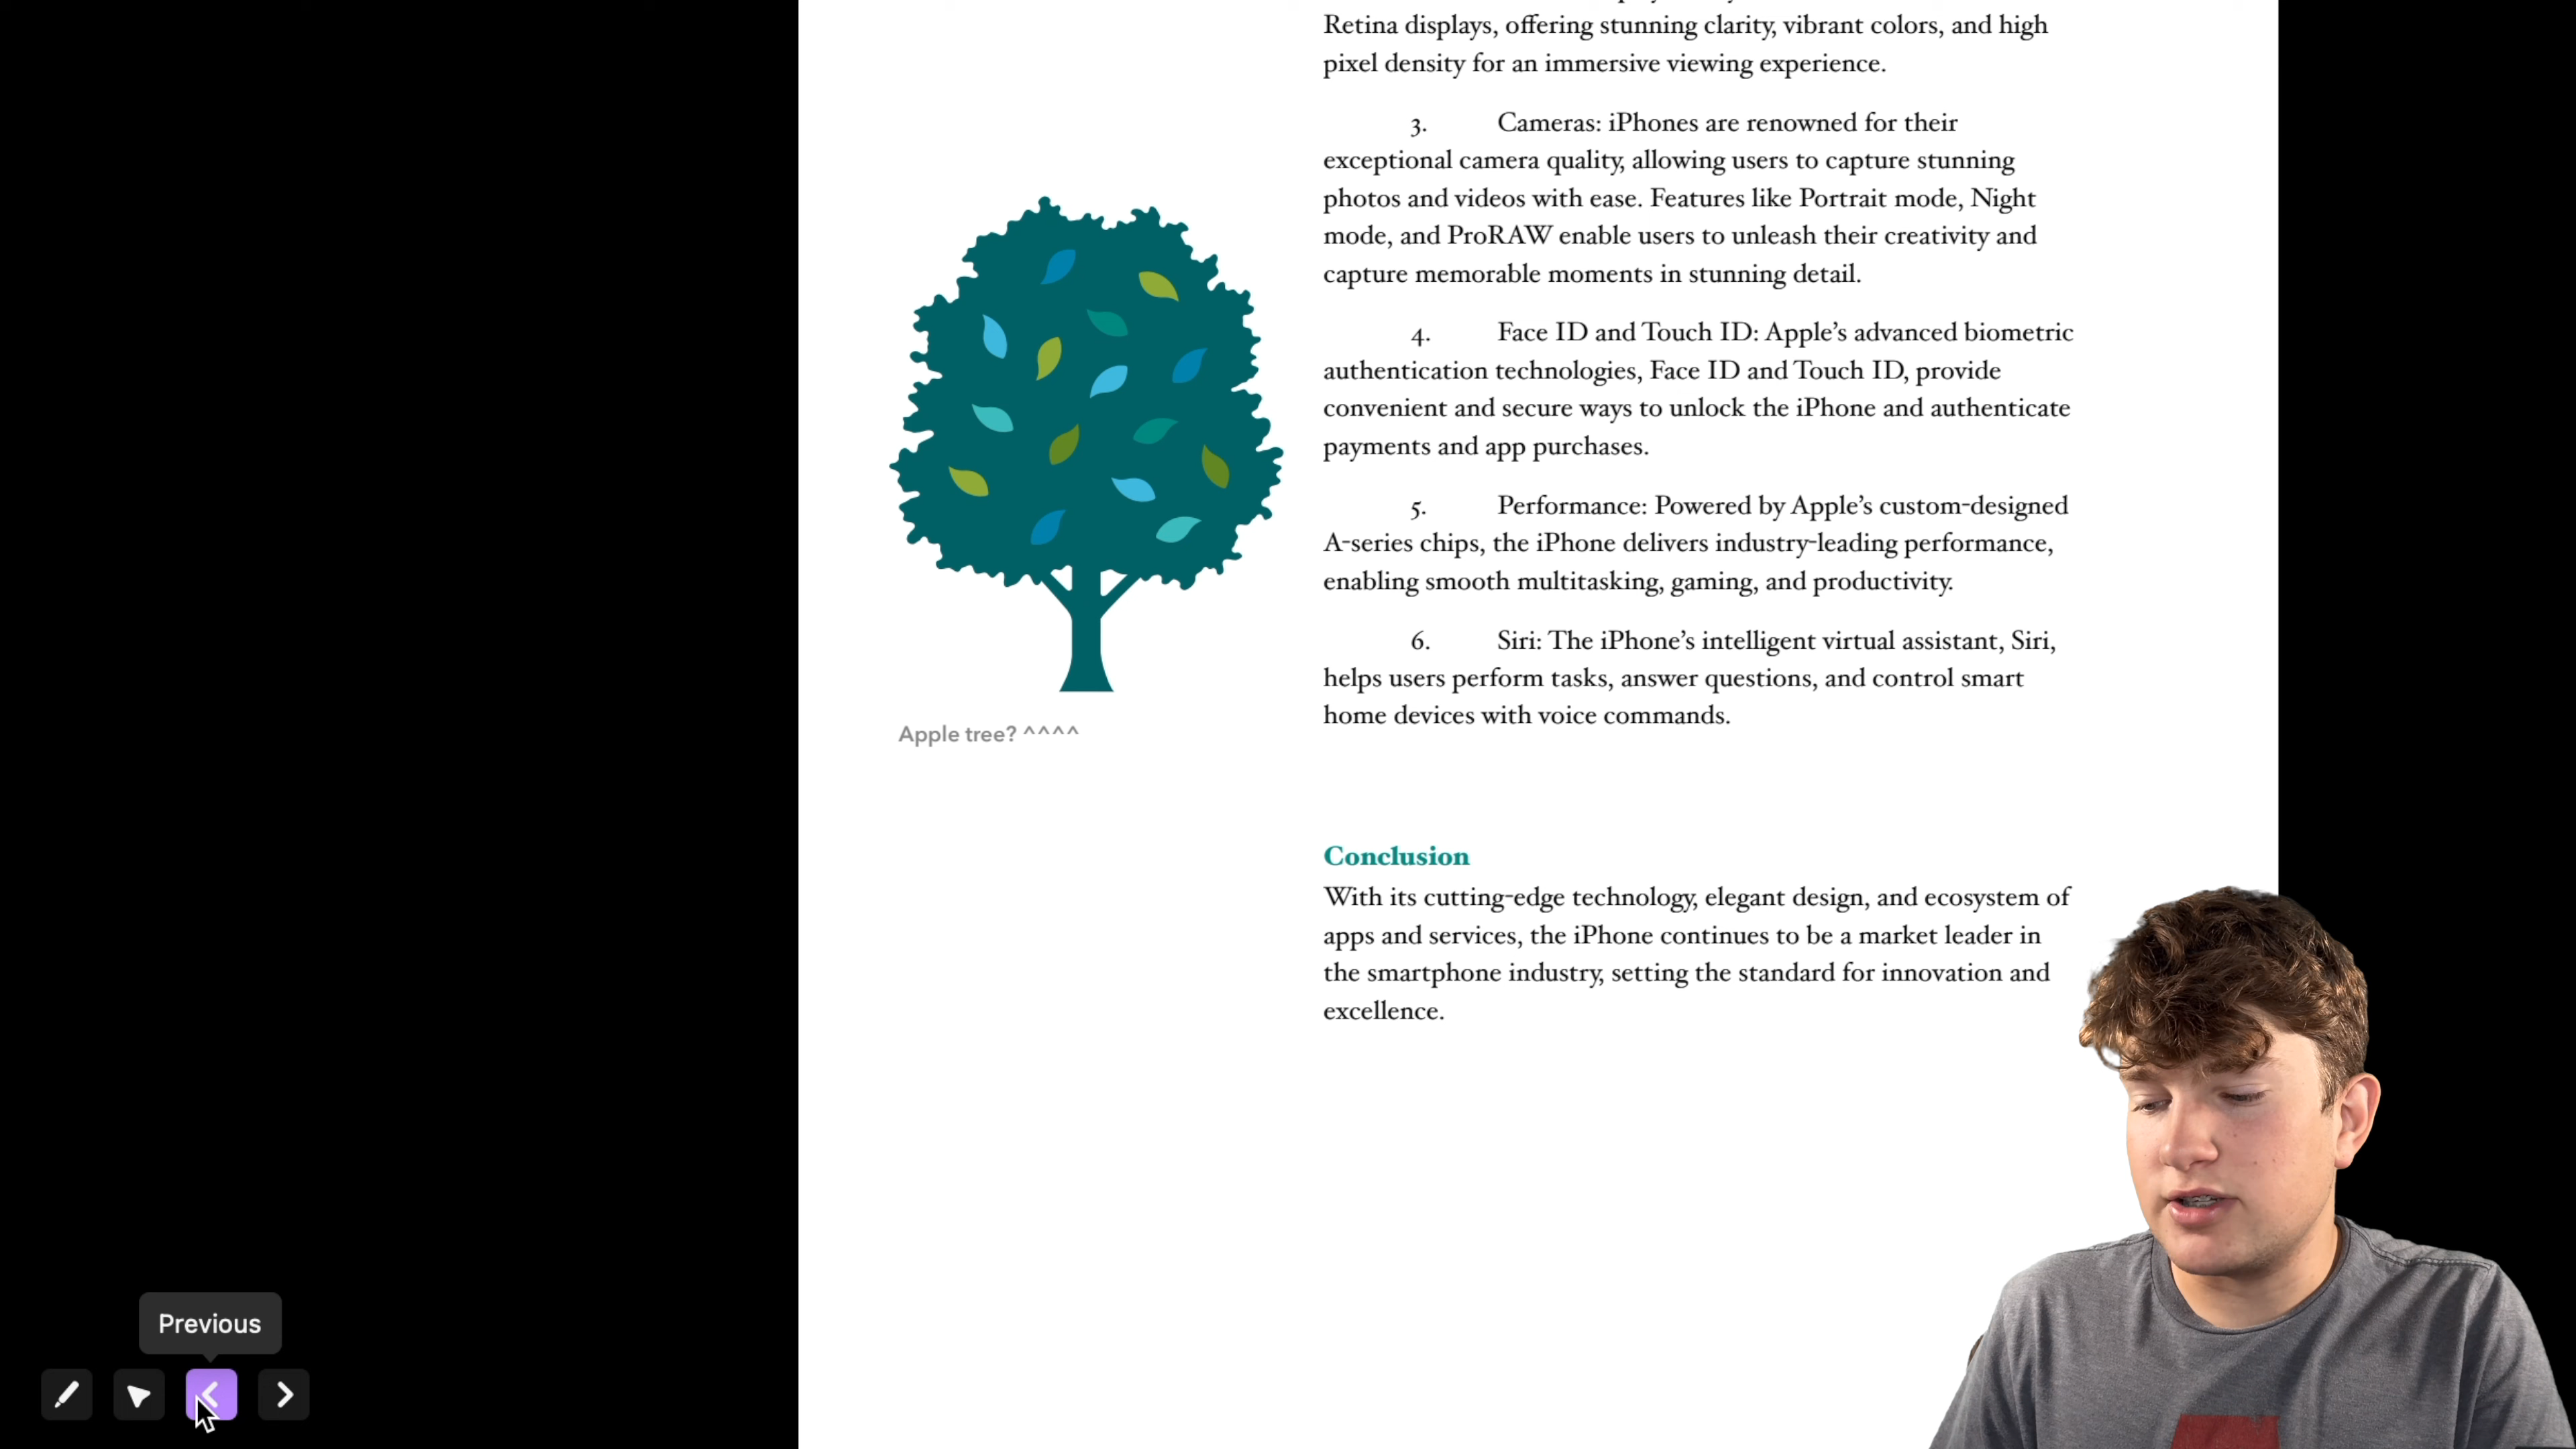 Retina displays, offering stunning clarity, vibrant colors, and high
pixel density for an immersive viewing experience.
3. Cameras: iPhones are renowned for their
exceptional camera quality, allowing users to capture stunning
photos and videos with ease. Features like Portrait mode, Night
mode, and ProRAW enable users to unleash their creativity and
capture memorable moments in stunning detail.
4. Face ID and Touch ID: Apple’s advanced biometric
authentication technologies, Face ID and Touch ID, provide
convenient and secure ways to unlock the iPhone and authenticate
payments and app purchases.
5. Performance: Powered by Apple’s custom-designed
A-series chips, the iPhone delivers industry-leading performance,
enabling smooth multitasking, gaming, and productivity.
6. Siri: The iPhone’s intelligent virtual assistant, Siri,
helps users perform tasks, answer questions, and control smart
home devices with voice commands.
Apple tree? ^^^^
Conclusion
With its cutting-edge technology, elegant design, and ecosystem of
apps and services, the iPhone continues to be a market leader in
the smartphone industry, setting the standard for innovation and
excellence.
Previous